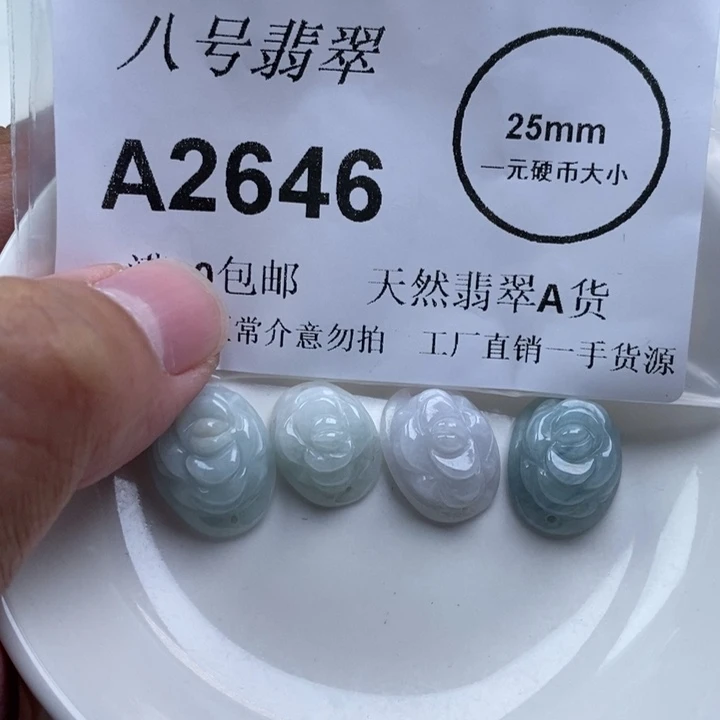 八号翡翠
25mm
一元硬币大小
A2646
0包邮 天然翡翠A货
常介意勿拍 工厂直销一手货源